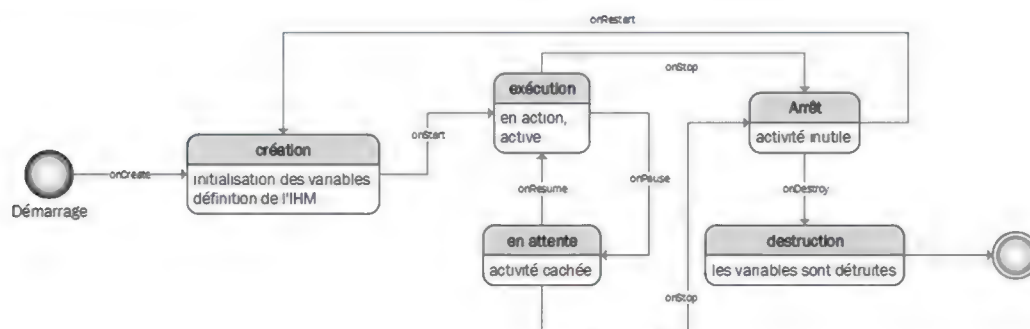 onRestart
onStop
exécution
en action,
active
Arrêt
activité inutile
onStart
création
initialisation des variables
définition de l'IHM
onCreate
Démarrage
onResume
onPause
onDestroy
en attente
activité cachée
destruction
les variables sont détruites
onStop